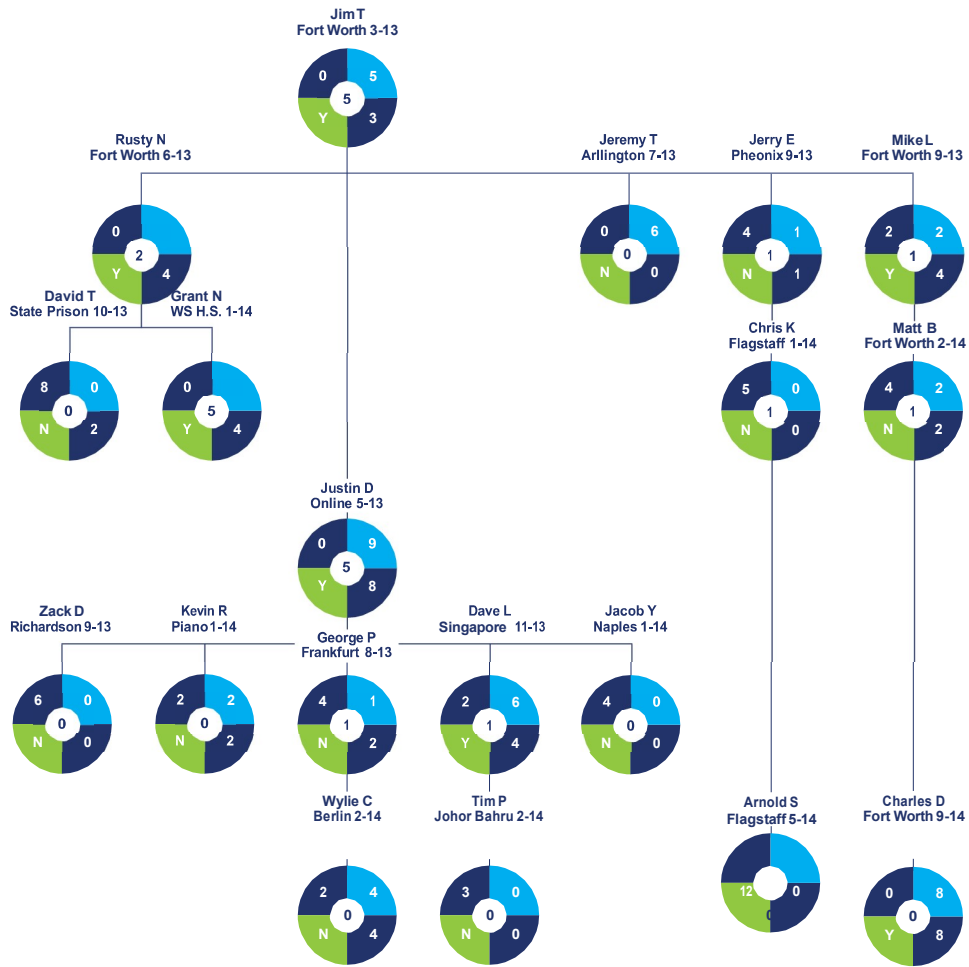 Jim T
Fort Worth 3-13
0 5
5
Y 3
Rusty N
Fort Worth 6-13
Jeremy T
Arllington 7-13
Jerry E
Pheonix 9-13
Mike L
Fort Worth 9-13
0
2
Y 4
0 6
0
N 0
4 1
1
N 1
2 2
1
Y 4
David T
State Prison 10-13
Grant N
WS H.S. 1-14
Chris K
Flagstaff 1-14
Matt B
Fort Worth 2-14
8 0
0
N 2
0
5
Y 4
5 0
1
N 0
4 2
1
N 2
Justin D
Online 5-13
0 9
5
Y 8
Zack D
Richardson 9-13
Kevin R
Piano 1-14
George P
Frankfurt 8-13
Dave L
Singapore 11-13
Jacob Y
Naples 1-14
6 0
0
N 0
2 2
0
N 2
4 1
1
N 2
2 6
1
Y 4
4 0
0
N 0
Wylie C
Berlin 2-14
Tim P
Johor Bahru 2-14
Arnold S
Flagstaff 5-14
Charles D
Fort Worth 9-14
2 4
0
N 4
3 0
0
N 0
12 0
0 8
0
Y 8